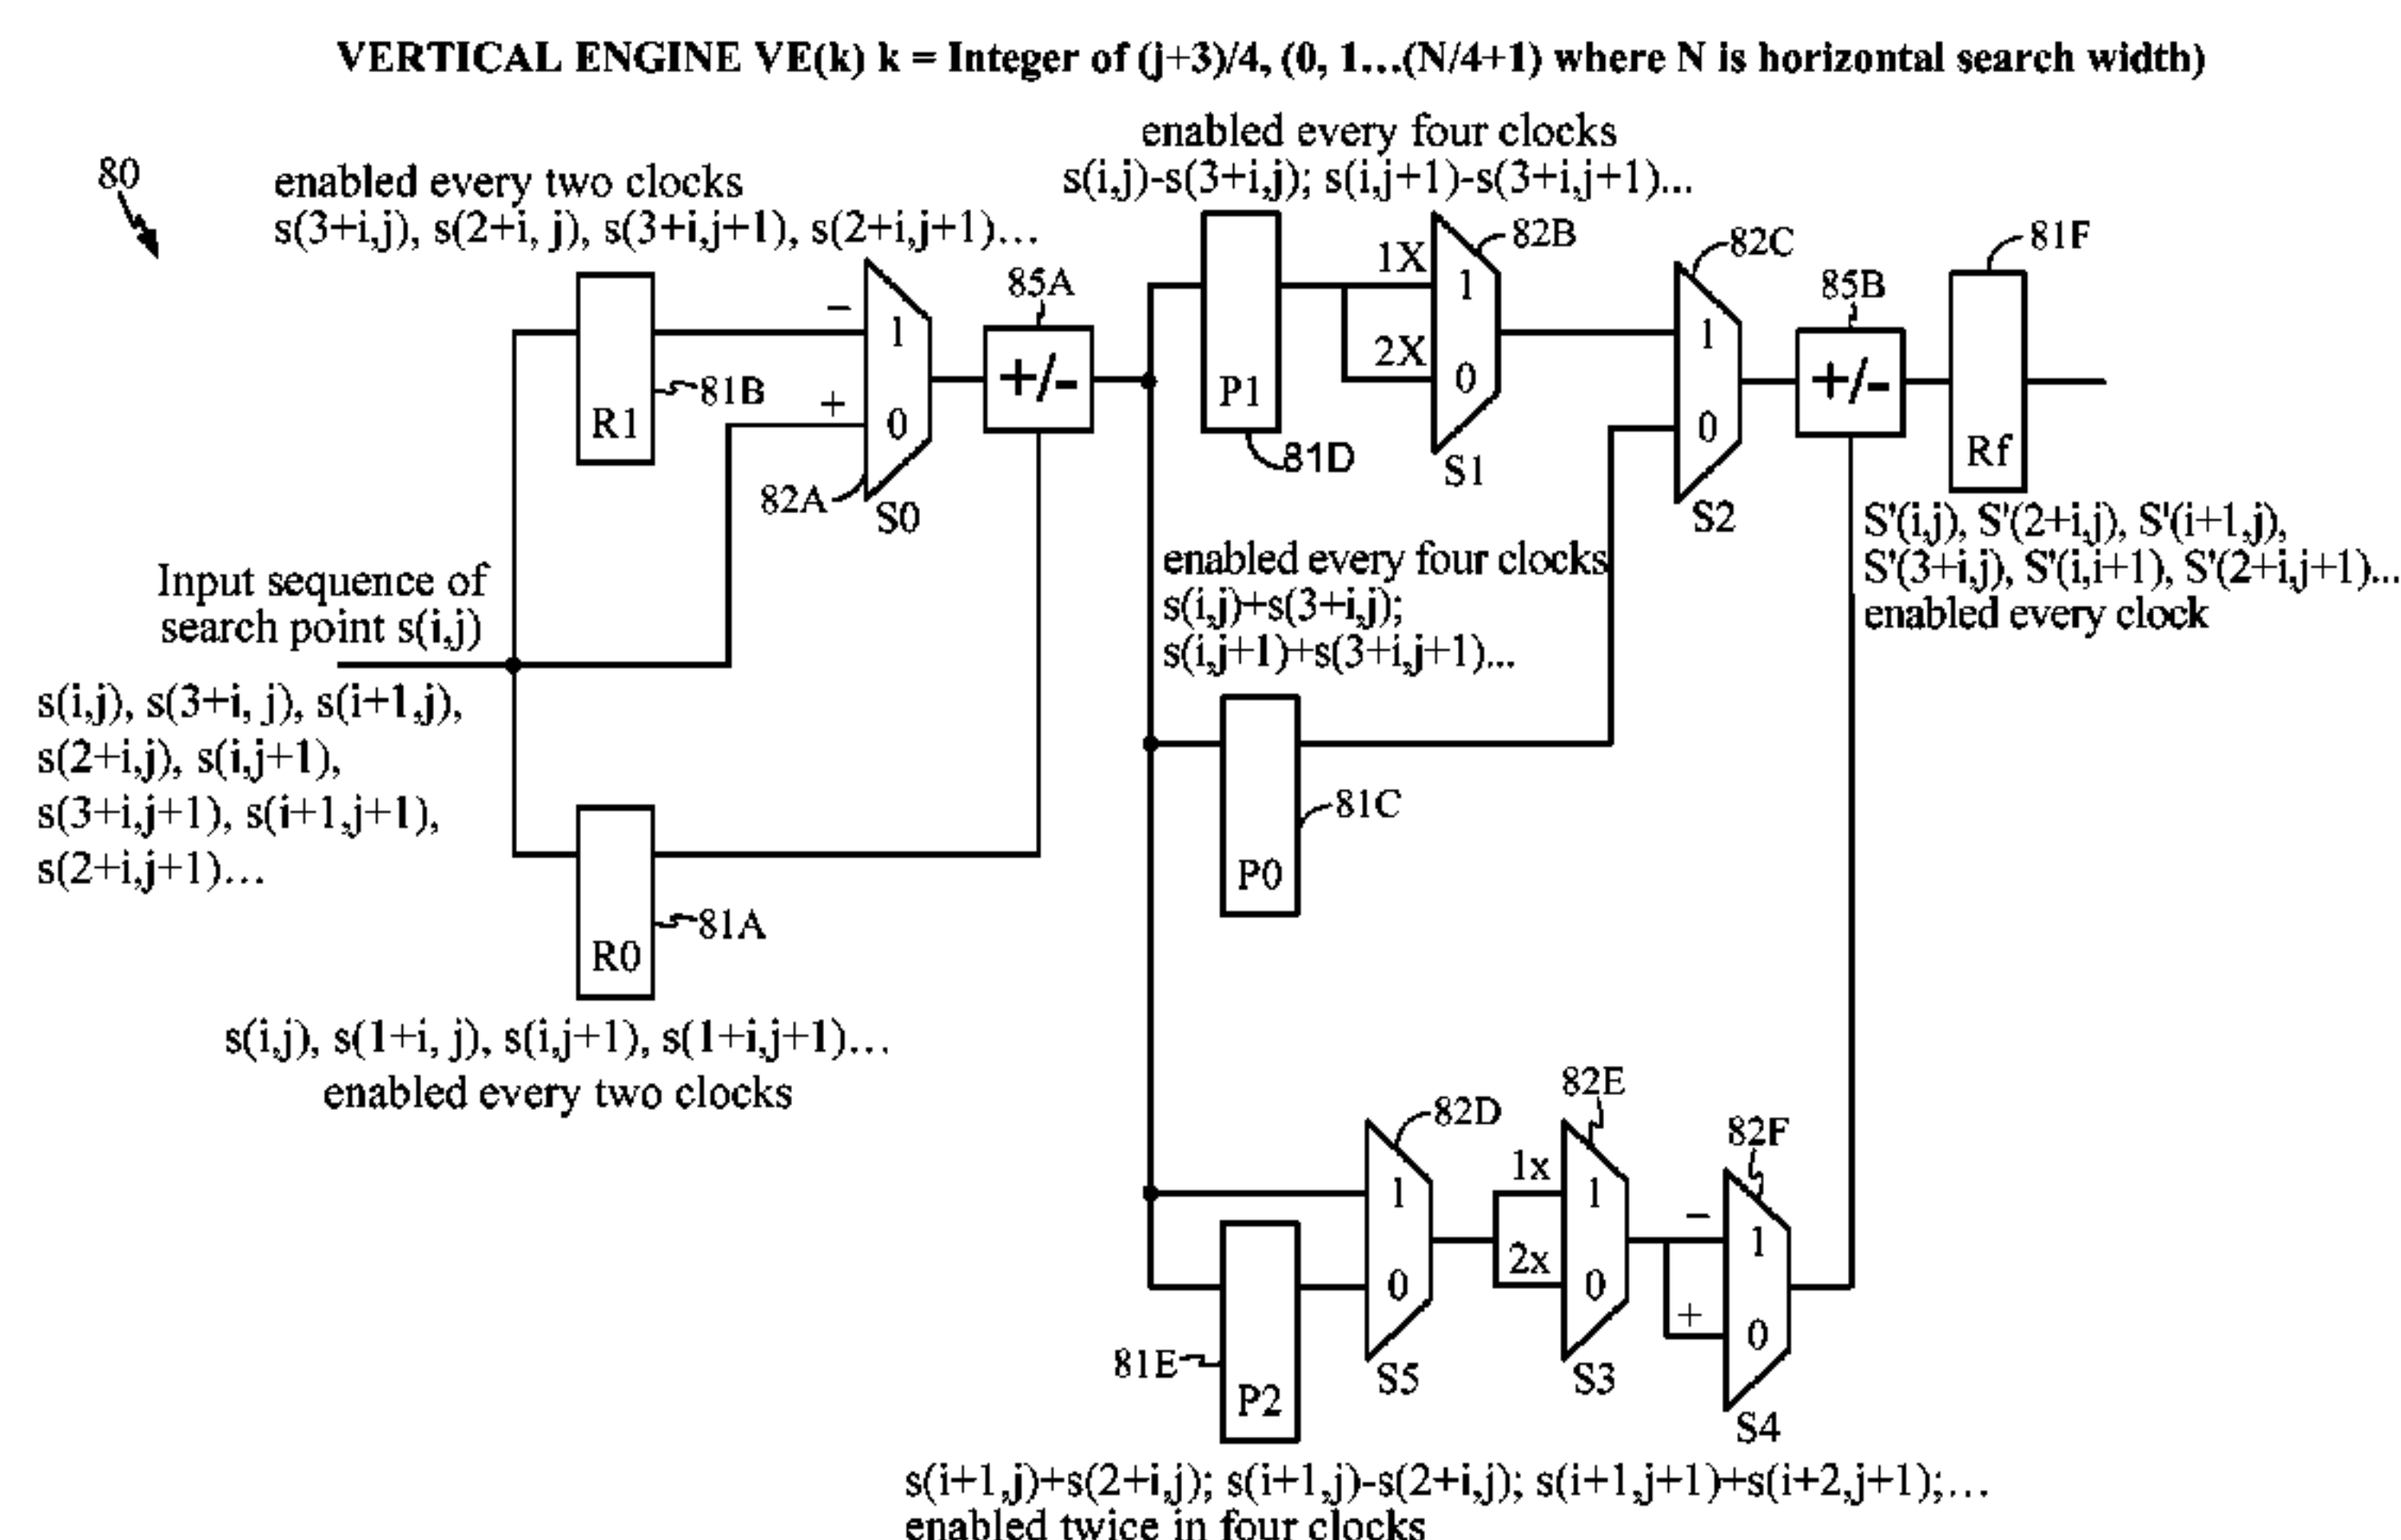 VERTICAL ENGINE VE(k) k = Integer of (j+3)/4, (0, 1...(N/4+1) where N is horizontal search width)
80
enabled every two clocks
s(3+i,j), s(2+i, j), s(3+i,j+1), s(2+i,j+1)...
enabled every four clocks
s(i,j)-s(3+i,j); s(i,j+1)-s(3+i,j+1)...
R1
81B
−
1
+
0
82A
S0
85A
+/-
P1
81D
1X
1
2X
0
82B
S1
82C
1
0
S2
85B
+/-
81F
Rf
S'(i,j), S'(2+i,j), S'(i+1,j),
S'(3+i,j), S'(i,i+1), S'(2+i,j+1)...
enabled every clock
Input sequence of
search point s(i,j)
s(i,j), s(3+i, j), s(i+1,j),
s(2+i,j), s(i,j+1),
s(3+i,j+1), s(i+1,j+1),
s(2+i,j+1)...
enabled every four clocks
s(i,j)+s(3+i,j);
s(i,j+1)+s(3+i,j+1)...
P0
81C
R0
81A
s(i,j), s(1+i, j), s(i,j+1), s(1+i,j+1)...
enabled every two clocks
82D
1
0
S5
82E
1x
1
2x
0
S3
82F
−
1
+
0
S4
81E
P2
s(i+1,j)+s(2+i,j); s(i+1,j)-s(2+i,j); s(i+1,j+1)+s(i+2,j+1);...
enabled twice in four clocks